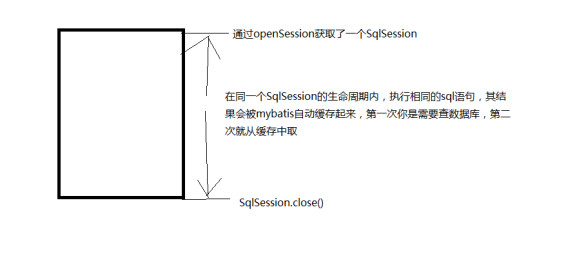 通过openSession获取了一个SqlSession
在同一个SqlSession的生命周期内，执行相同的sql语句，其结
果会被mybatis自动缓存起来，第一次你是需要查数据库，第二
次就从缓存中取
SqlSession.close()